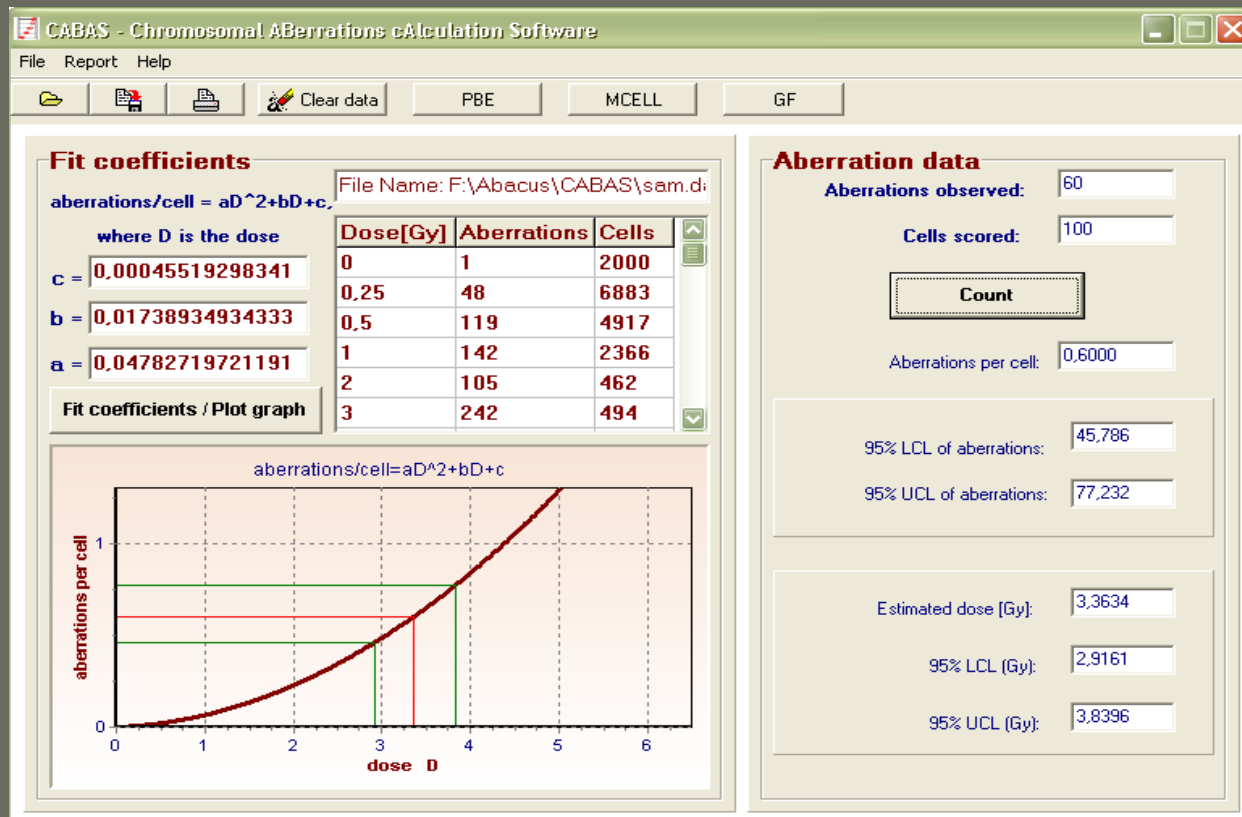 CABAS - Chromosomal ABerrations cAlculation Software
File Report Help
Clear data PBE MCELL GF
Fit coefficients
aberrations/cell = aD^2+bD+c,
where D is the dose
c = 0,00045519298341
b = 0,01738934934333
a = 0,04782719721191
Fit coefficients / Plot graph
File Name: F:\Abacus\CABAS\sam.da
Dose[Gy] Aberrations Cells
0 1 2000
0,25 48 6883
0,5 119 4917
1 142 2366
2 105 462
3 242 494
aberrations/cell=aD^2+bD+c
aberrations per cell
1
0
0 1 2 3 4 5 6
dose D
Aberration data
Aberrations observed: 60
Cells scored: 100
Count
Aberrations per cell: 0,6000
95% LCL of aberrations: 45,786
95% UCL of aberrations: 77,232
Estimated dose [Gy]: 3,3634
95% LCL (Gy): 2,9161
95% UCL (Gy): 3,8396